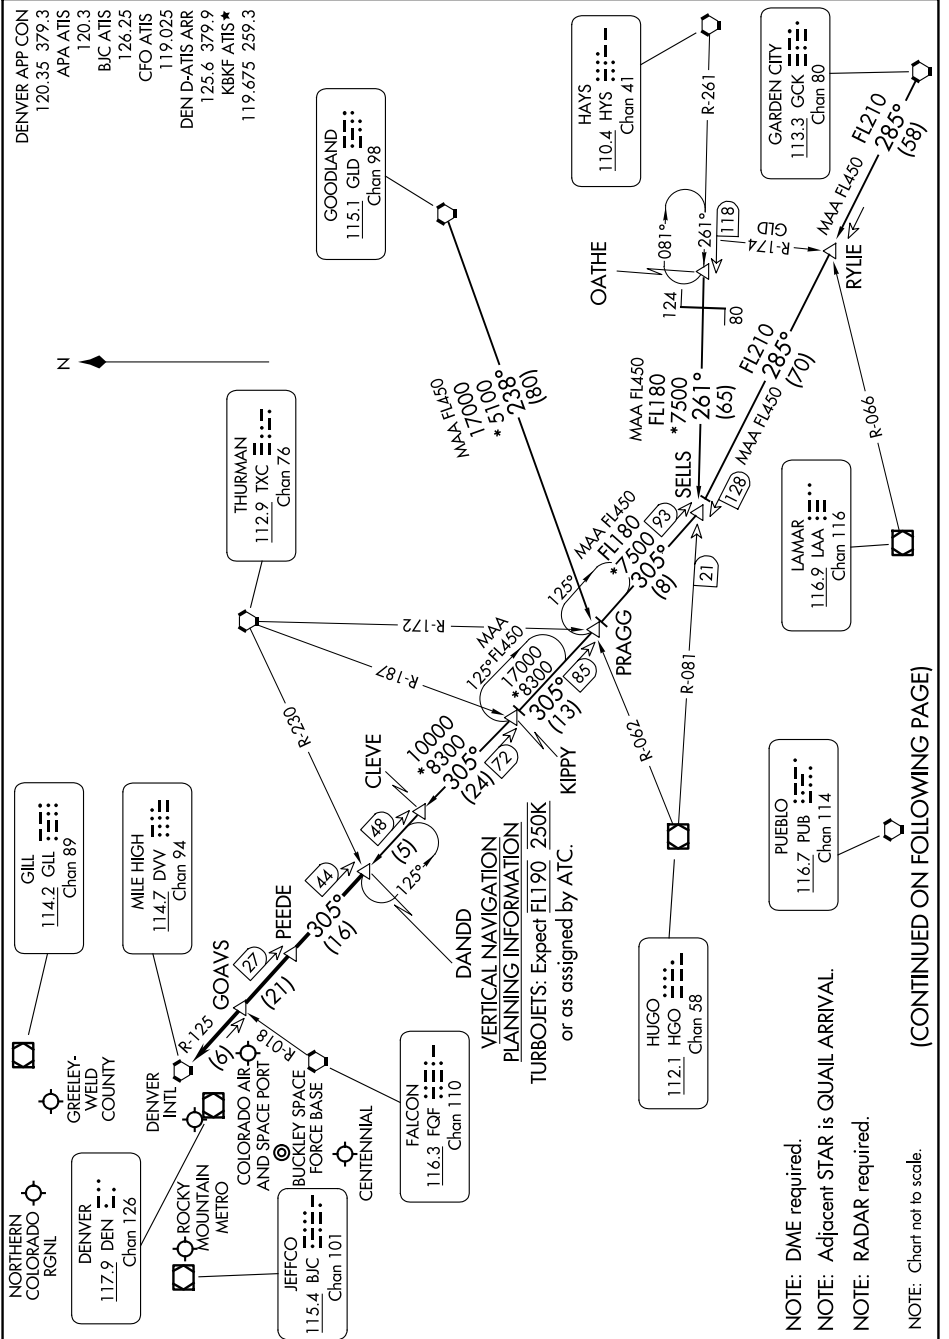 DENVER APP CON
120.35 379.3
APA ATIS
120.3
BJC ATIS
126.25
CFO ATIS
119.025
DEN D-ATIS ARR
125.6 379.9
KBKF ATIS★
119.675 259.3
NORTHERN
COLORADO
RGNL
GREELEY-
WELD
COUNTY
GILL
114.2 GLL
Chan 89
MILE HIGH
114.7 DVV
Chan 94
DENVER
117.9 DEN
Chan 126
DENVER
INTL
ROCKY
MOUNTAIN
METRO
JEFFCO
115.4 BJC
Chan 101
COLORADO AIR
AND SPACE PORT
BUCKLEY SPACE
FORCE BASE
CENTENNIAL
FALCON
116.3 FQF
Chan 110
R-125
(6)
R-018
GOAVS
27
(21)
PEEDE
44
305°
(16)
DANDD
125°
48
(5)
CLEVE
10000
*8300
305°
(24)
72
KIPPY
R-230
R-187
R-172
THURMAN
112.9 TXC
Chan 76
N
MAA
FL450
125°
17000
*8300
305°
(13)
85
PRAGG
125°
MAA FL450
FL180
*7500
305°
(8)
93
SELLS
128
GOODLAND
115.1 GLD
Chan 98
MAA FL450
17000
*5100
238°
(80)
HAYS
110.4 HYS
Chan 41
R-261
OATHE
081°
261°
118
124
80
MAA FL450
FL180
*7500
261°
(65)
R-174
GLD
GARDEN CITY
113.3 GCK
Chan 80
MAA FL450
FL210
285°
(58)
RYLIE
MAA FL450
FL210
285°
(70)
R-066
LAMAR
116.9 LAA
Chan 116
R-062
R-081
21
HUGO
112.1 HGO
Chan 58
PUEBLO
116.7 PUB
Chan 114
VERTICAL NAVIGATION
PLANNING INFORMATION
TURBOJETS: Expect FL190 250K
or as assigned by ATC.
NOTE: DME required.
NOTE: Adjacent STAR is QUAIL ARRIVAL.
NOTE: RADAR required.
NOTE: Chart not to scale.
(CONTINUED ON FOLLOWING PAGE)